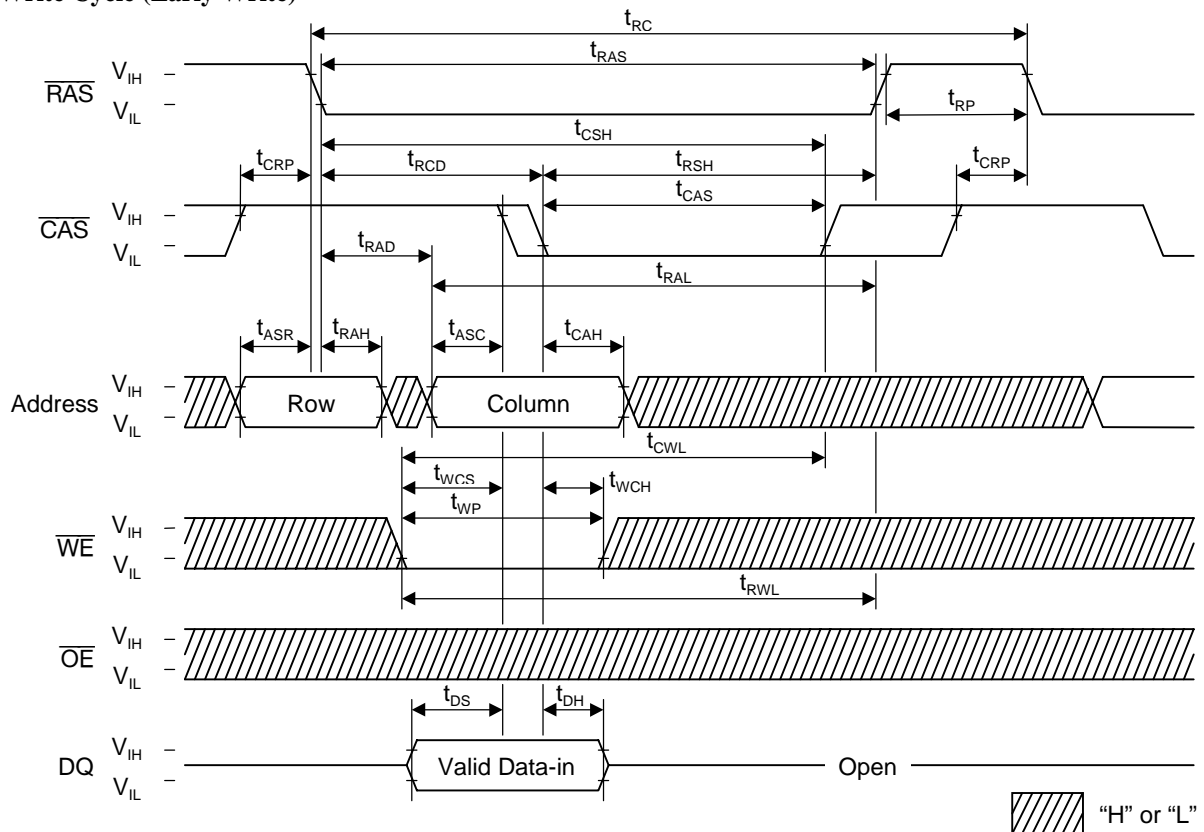 Write Cycle (Early Write)
tRC
RAS VIH VIL
tRAS
tRP
tCSH
tCRP tRCD tRSH tCRP
tCAS
CAS VIH VIL
tRAD
tRAL
tASR tRAH tASC tCAH
Address VIH VIL
Row Column
tCWL
tWCS tWCH
tWP
WE VIH VIL
tRWL
OE VIH VIL
tDS tDH
DQ VIH VIL
Valid Data-in Open
“H” or “L”